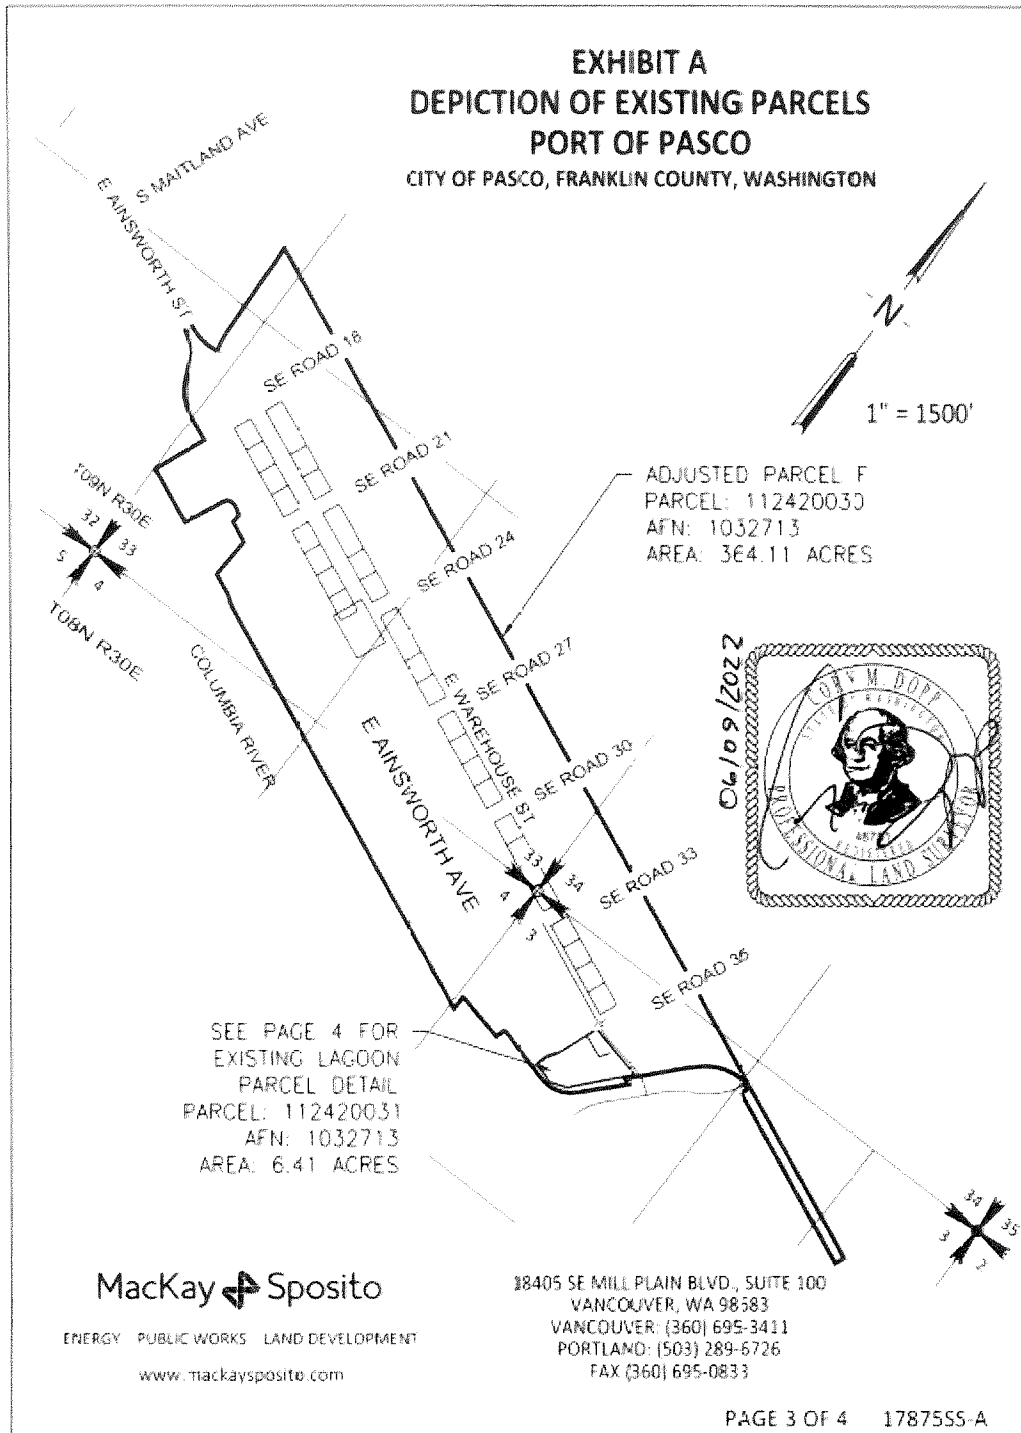 EXHIBIT A
DEPICTION OF EXISTING PARCELS
PORT OF PASCO
CITY OF PASCO, FRANKLIN COUNTY, WASHINGTON
S MAITLAND AVE
E AINSWORTH ST
N
1" = 1500'
SE ROAD 18
SE ROAD 21
SE ROAD 24
SE ROAD 27
SE ROAD 30
SE ROAD 33
SE ROAD 36
ADJUSTED PARCEL F
PARCEL: 112420030
AFN: 1032713
AREA: 364.11 ACRES
T09N R30E
32
33
5
4
T08N R30E
COLUMBIA RIVER
E WAREHOUSE ST
E AINSWORTH AVE
33
34
4
3
06/09/2022
CORY M. DOPP
STATE OF WASHINGTON
REGISTERED
PROFESSIONAL LAND SURVEYOR
SEE PAGE 4 FOR
EXISTING LAGOON
PARCEL DETAIL
PARCEL: 112420031
AFN: 1032713
AREA: 6.41 ACRES
34
35
3
2
MacKay Sposito
ENERGY PUBLIC WORKS LAND DEVELOPMENT
www.mackaysposito.com
18405 SE MILL PLAIN BLVD., SUITE 100
VANCOUVER, WA 98683
VANCOUVER: (360) 695-3411
PORTLAND: (503) 289-6726
FAX (360) 695-0833
PAGE 3 OF 4 17875SS-A